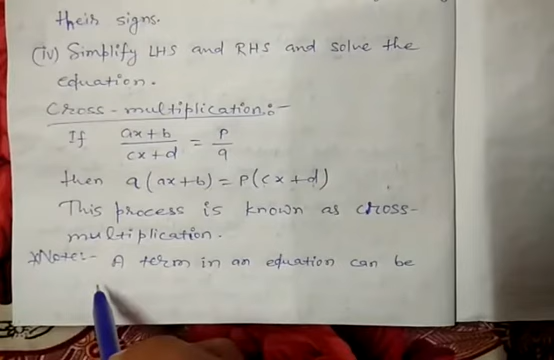 their signs.
(iv) Simplify LHS and RHS and solve the
equation.
Cross-multiplication:-
If (ax+b)/(cx+d) = p/q
then q(ax+b) = p(cx+d)
This process is known as cross-
multiplication.
*Note:- A term in an equation can be